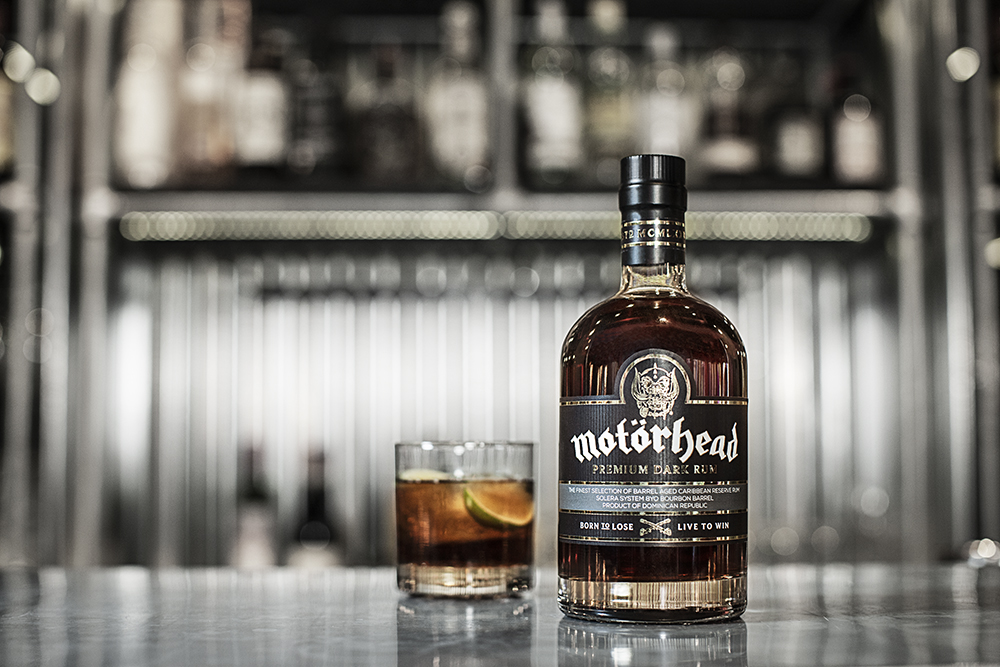 motörhead
PREMIUM DARK RUM
THE FINEST SELECTION OF BARREL AGED CARIBBEAN RESERVE RUM
SOLERA SYSTEM 8YO BOURBON BARREL
PRODUCT OF DOMINICAN REPUBLIC
BORN TO LOSE LIVE TO WIN